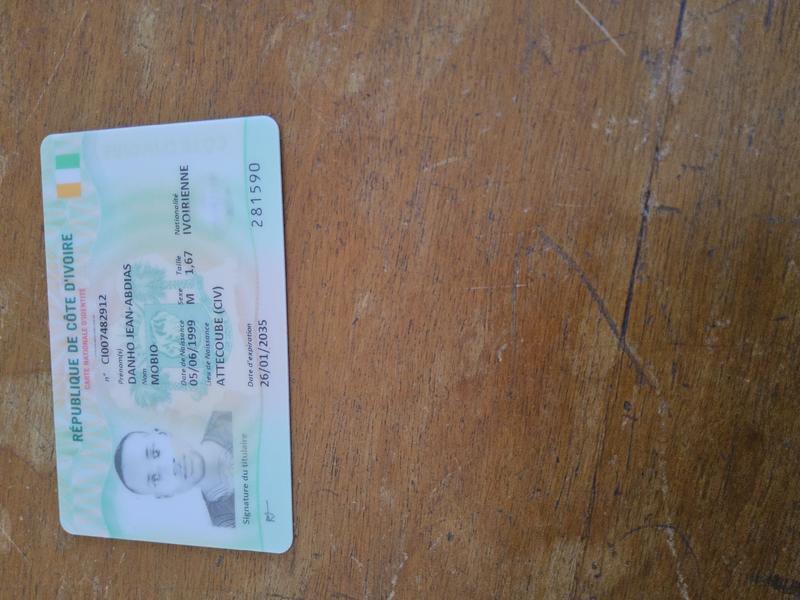 RÉPUBLIQUE DE CÔTE D'IVOIRE
CARTE NATIONALE D'IDENTITÉ
n° CI007482912
Prénom(s)
DANHO JEAN-ABDIAS
Nom
MOBIO
Date de Naissance Sexe Taille Nationalité
05/06/1999 M 1,67 IVOIRIENNE
Lieu de Naissance
ATTECOUBE (CIV)
Signature du titulaire
Date d'expiration
26/01/2035
281590